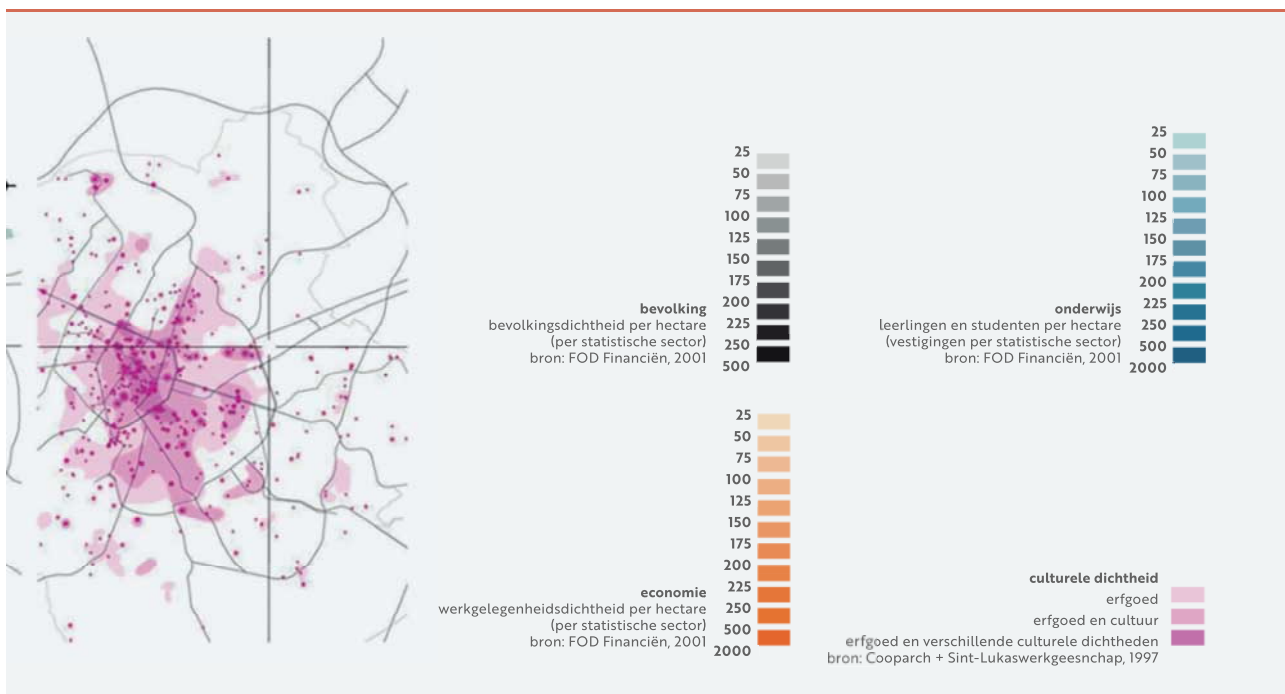 25
50
75
100
125
150
175
200
225
250
500
bevolking
bevolkingsdichtheid per hectare
(per statistische sector)
bron: FOD Financiën, 2001
25
50
75
100
125
150
175
200
225
250
500
2000
onderwijs
leerlingen en studenten per hectare
(vestigingen per statistische sector)
bron: FOD Financiën, 2001
25
50
75
100
125
150
175
200
225
250
500
2000
economie
werkgelegenheidsdichtheid per hectare
(per statistische sector)
bron: FOD Financiën, 2001
culturele dichtheid
erfgoed
erfgoed en cultuur
erfgoed en verschillende culturele dichtheden
bron: Cooparch + Sint-Lukaswerkgeesnchap, 1997